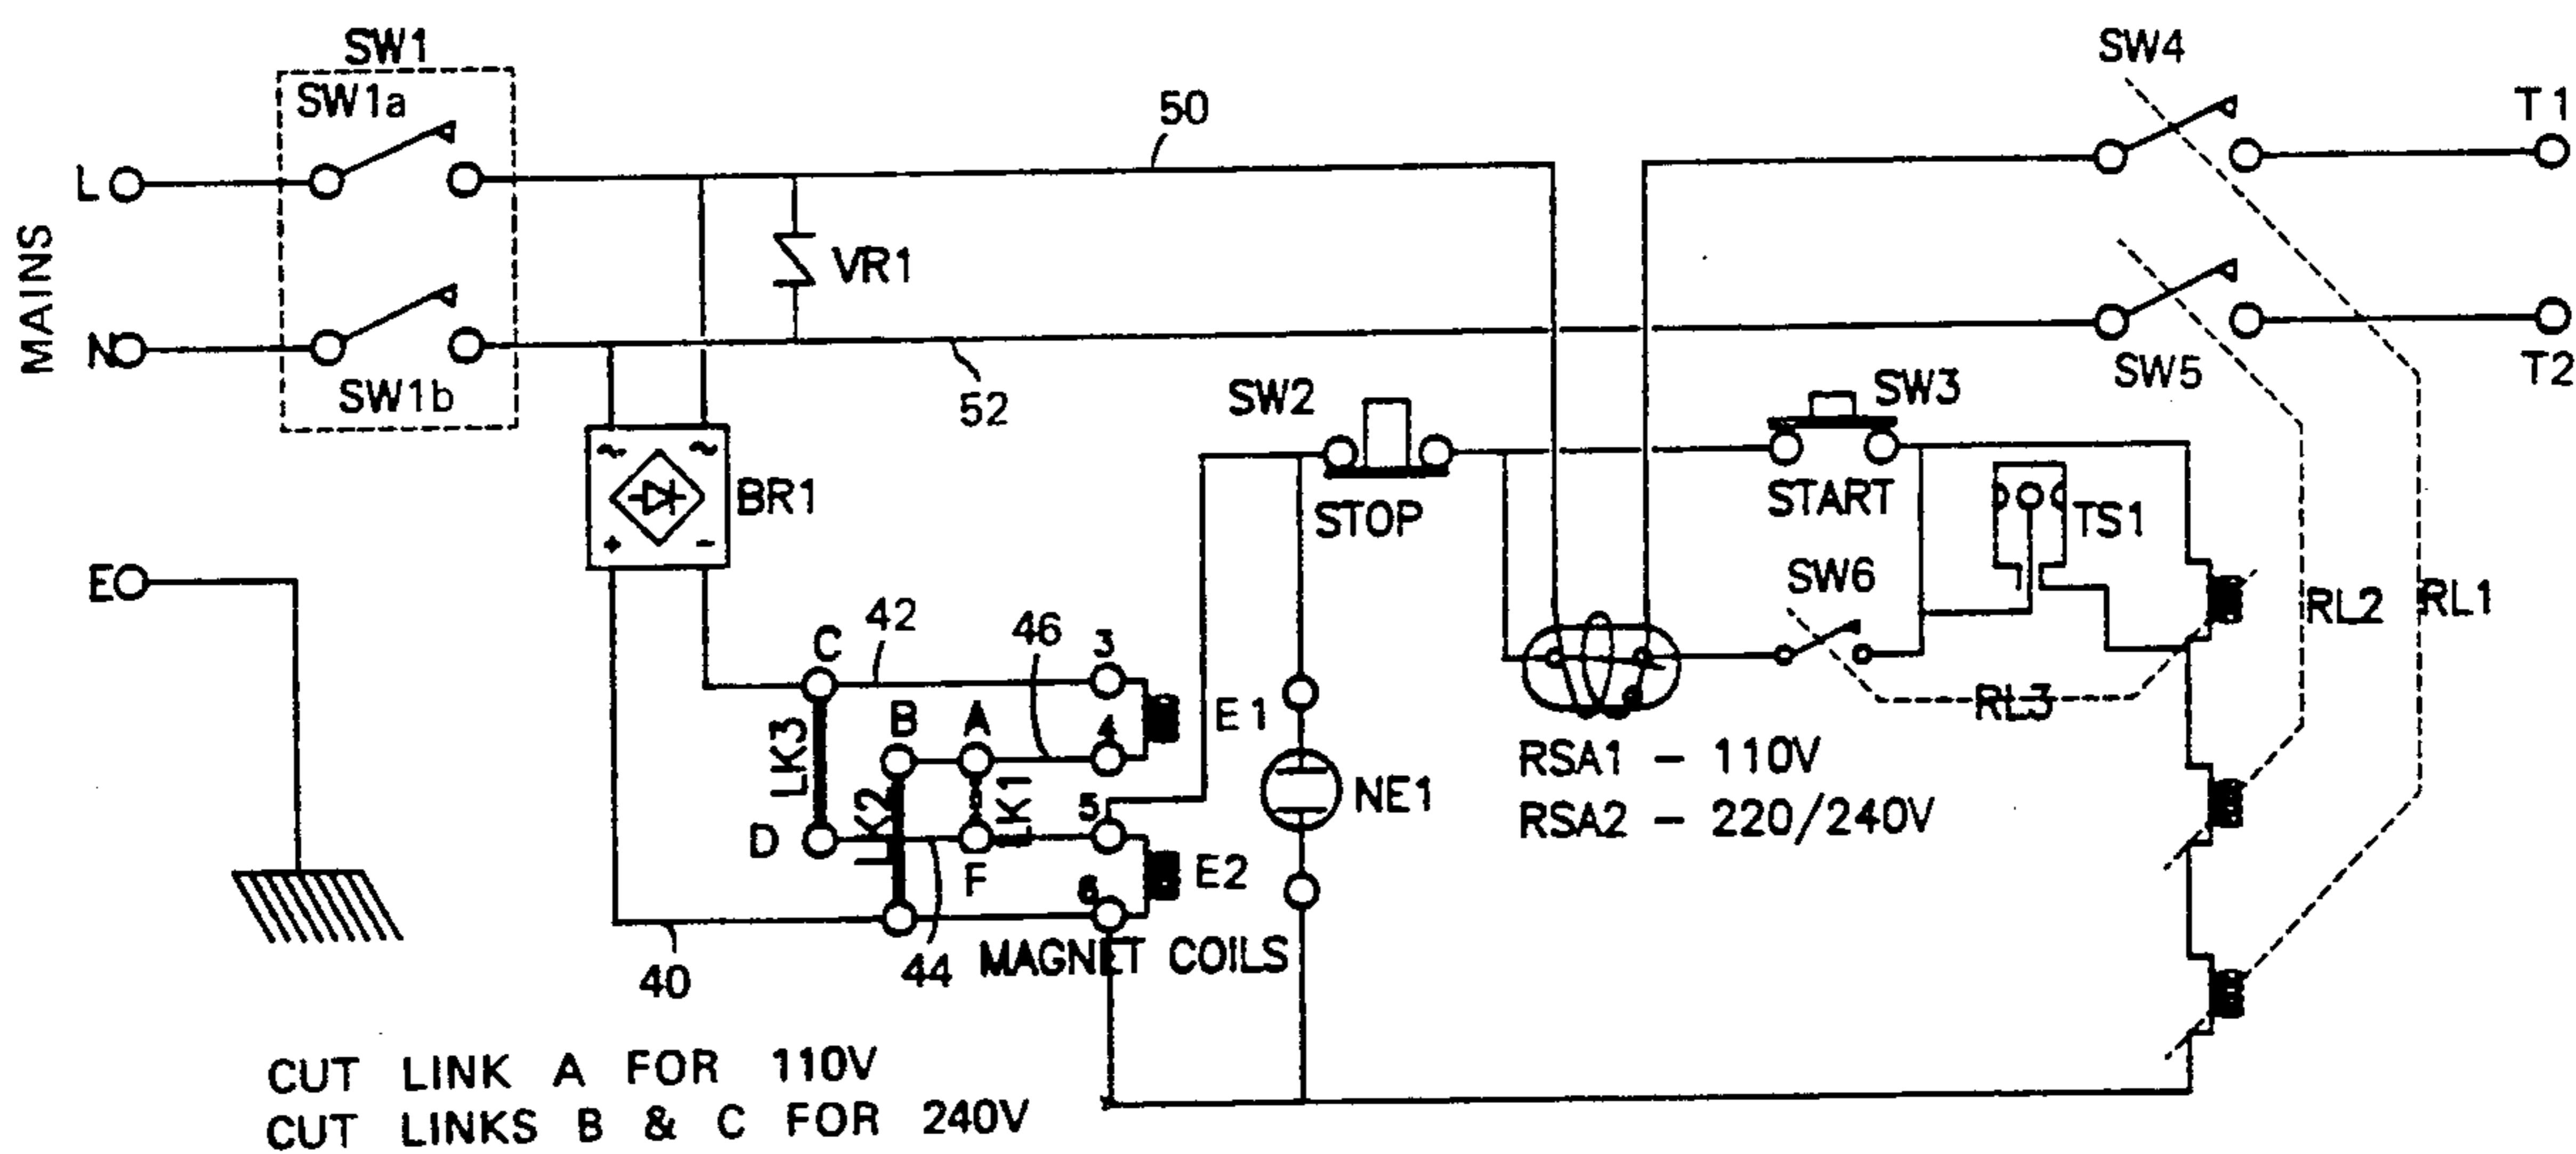 SW1
SW1a
L
MAINS
N
SW1b
E
50
VR1
52
SW4
T1
SW5
T2
BR1
+ -
SW2
STOP
SW3
START
TS1
SW6
RL2
RL1
RL3
C
42
46
3
LK3
B
A
4
E1
LK2
LK1
5
D
F
6
E2
NE1
RSA1 - 110V
RSA2 - 220/240V
40
44
MAGNET COILS
CUT LINK A FOR 110V
CUT LINKS B & C FOR 240V